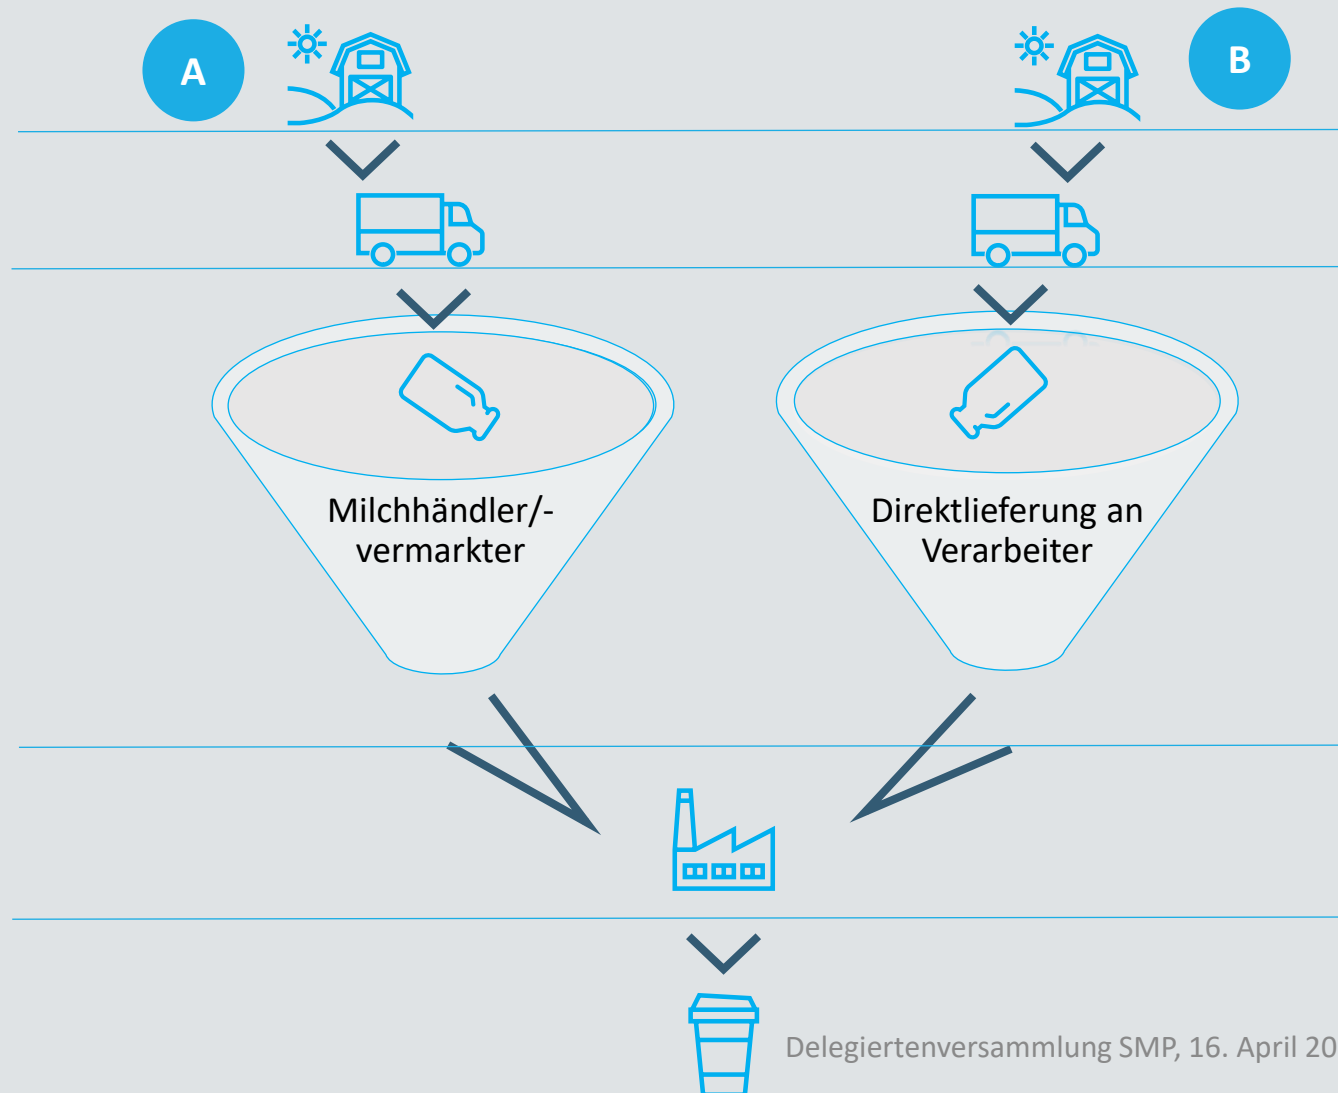 A
B
Milchhändler/-
vermarkter
Direktlieferung an
Verarbeiter
Delegiertenversammlung SMP, 16. April 20